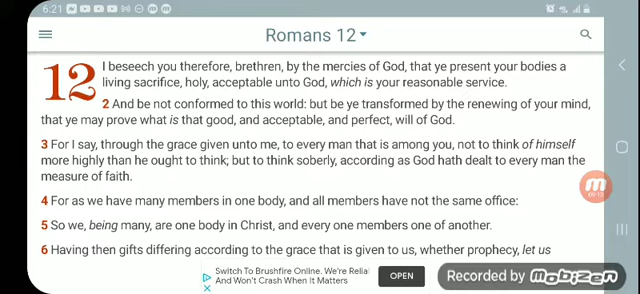 6:21
Romans 12
12 I beseech you therefore, brethren, by the mercies of God, that ye present your bodies a
living sacrifice, holy, acceptable unto God, which is your reasonable service.
2 And be not conformed to this world: but be ye transformed by the renewing of your mind,
that ye may prove what is that good, and acceptable, and perfect, will of God.
3 For I say, through the grace given unto me, to every man that is among you, not to think of himself
more highly than he ought to think; but to think soberly, according as God hath dealt to every man the
measure of faith.
4 For as we have many members in one body, and all members have not the same office:
5 So we, being many, are one body in Christ, and every one members one of another.
6 Having then gifts differing according to the grace that is given to us, whether prophecy, let us
Switch To Brushfire Online. We're Relial
And Won't Crash When It Matters
OPEN
Recorded by Mobizen